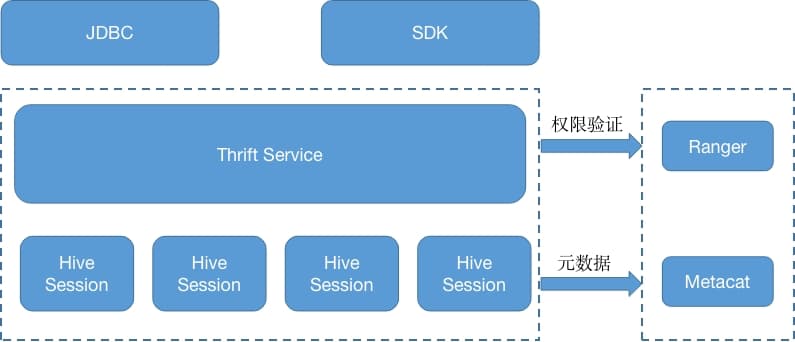 JDBC
SDK
权限验证
Thrift Service
Ranger
Hive
Session
Hive
Session
Hive
Session
Hive
Session
元数据
Metacat